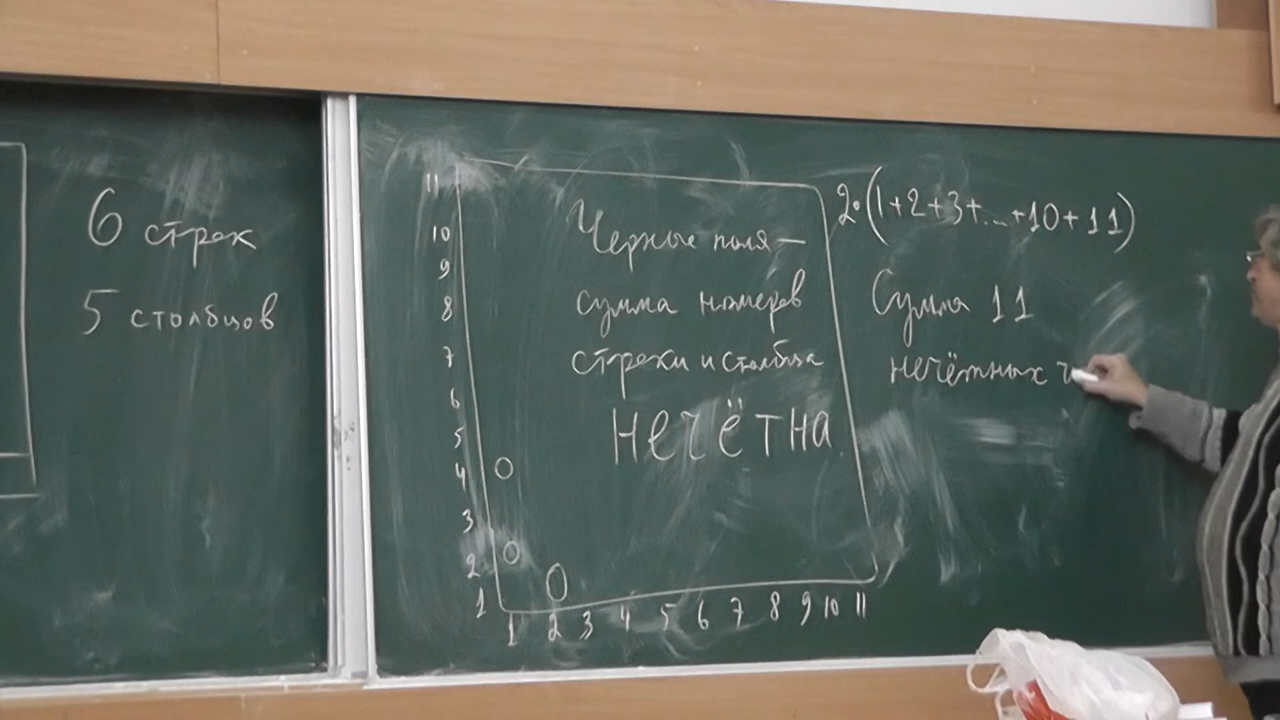 6 строк
5 столбцов
11
10
9
8
7
6
5
4
3
2
1
Черные поля —
сумма номеров
строки и столбца
НЕЧЁТНА
1 2 3 4 5 6 7 8 9 10 11
2·(1+2+3+...+10+11)
Сумма 11
нечётных ч